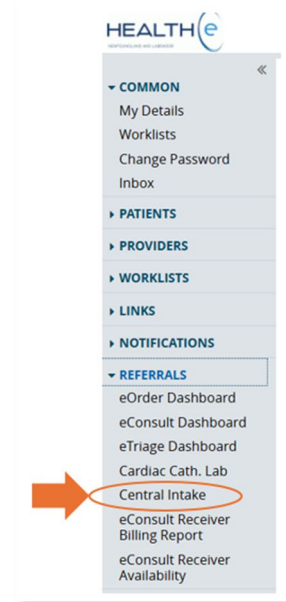 HEALTH e
NEWFOUNDLAND AND LABRADOR
«
COMMON
My Details
Worklists
Change Password
Inbox
PATIENTS
PROVIDERS
WORKLISTS
LINKS
NOTIFICATIONS
REFERRALS
eOrder Dashboard
eConsult Dashboard
eTriage Dashboard
Cardiac Cath. Lab
Central Intake
eConsult Receiver
Billing Report
eConsult Receiver
Availability